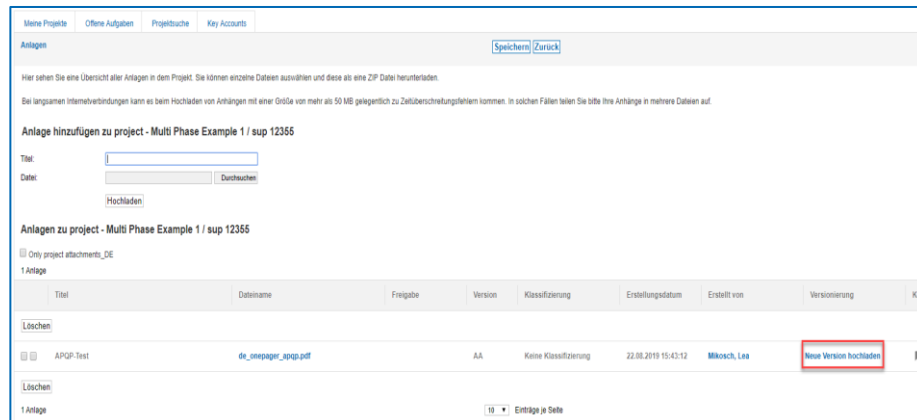 Meine Projekte Offene Aufgaben Projektsuche Key Accounts
Anlagen Speichern Zurück
Hier sehen Sie eine Übersicht aller Anlagen in dem Projekt. Sie können einzelne Dateien auswählen und diese als eine ZIP Datei herunterladen.
Bei langsamen Internetverbindungen kann es beim Hochladen von Anhängen mit einer Größe von mehr als 50 MB gelegentlich zu Zeitüberschreitungsfehlern kommen. In solchen Fällen teilen Sie bitte Ihre Anhänge in mehrere Dateien auf.
Anlage hinzufügen zu project - Multi Phase Example 1 / sup 12355
Titel:
Datei: Durchsuchen
Hochladen
Anlagen zu project - Multi Phase Example 1 / sup 12355
Only project attachments_DE
1 Anlage
Titel Dateiname Freigabe Version Klassifizierung Erstellungsdatum Erstellt von Versionierung K
Löschen
APQP-Test de_onepager_apqp.pdf AA Keine Klassifizierung 22.08.2019 15:43:12 Mikosch, Lea Neue Version hochladen
Löschen
1 Anlage 10 Einträge je Seite